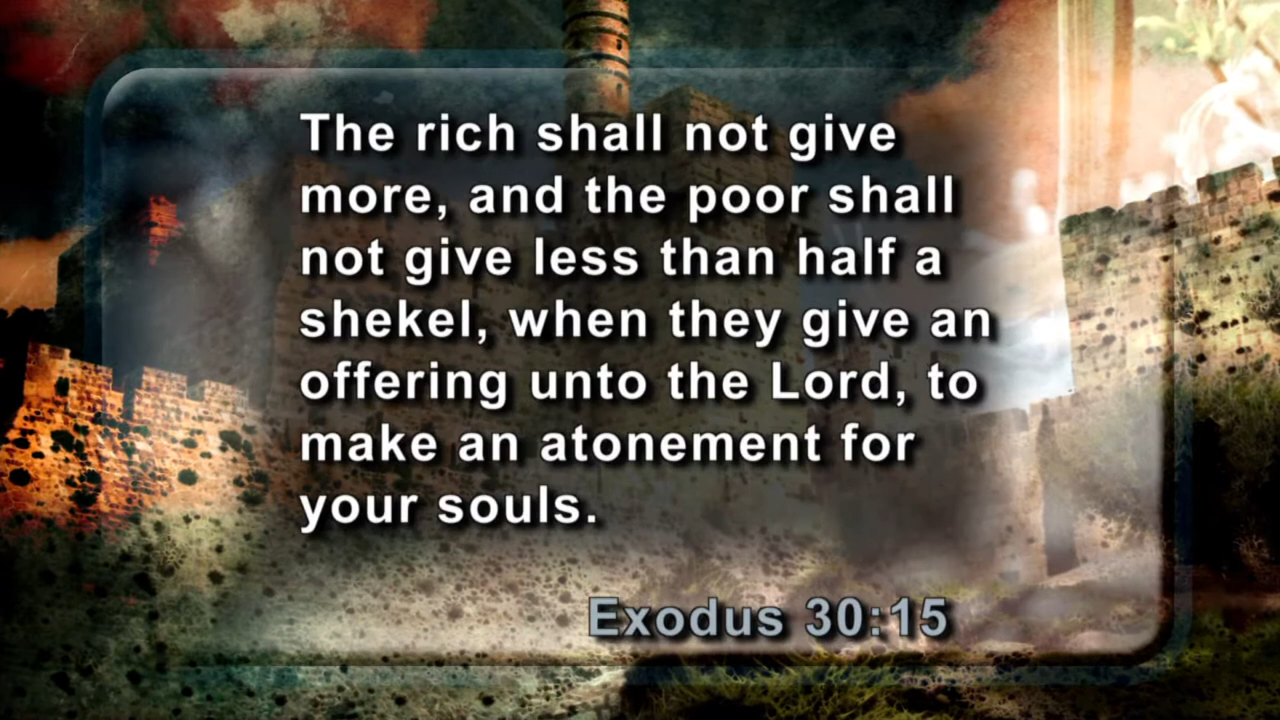 The rich shall not give
more, and the poor shall
not give less than half a
shekel, when they give an
offering unto the Lord, to
make an atonement for
your souls.
Exodus 30:15